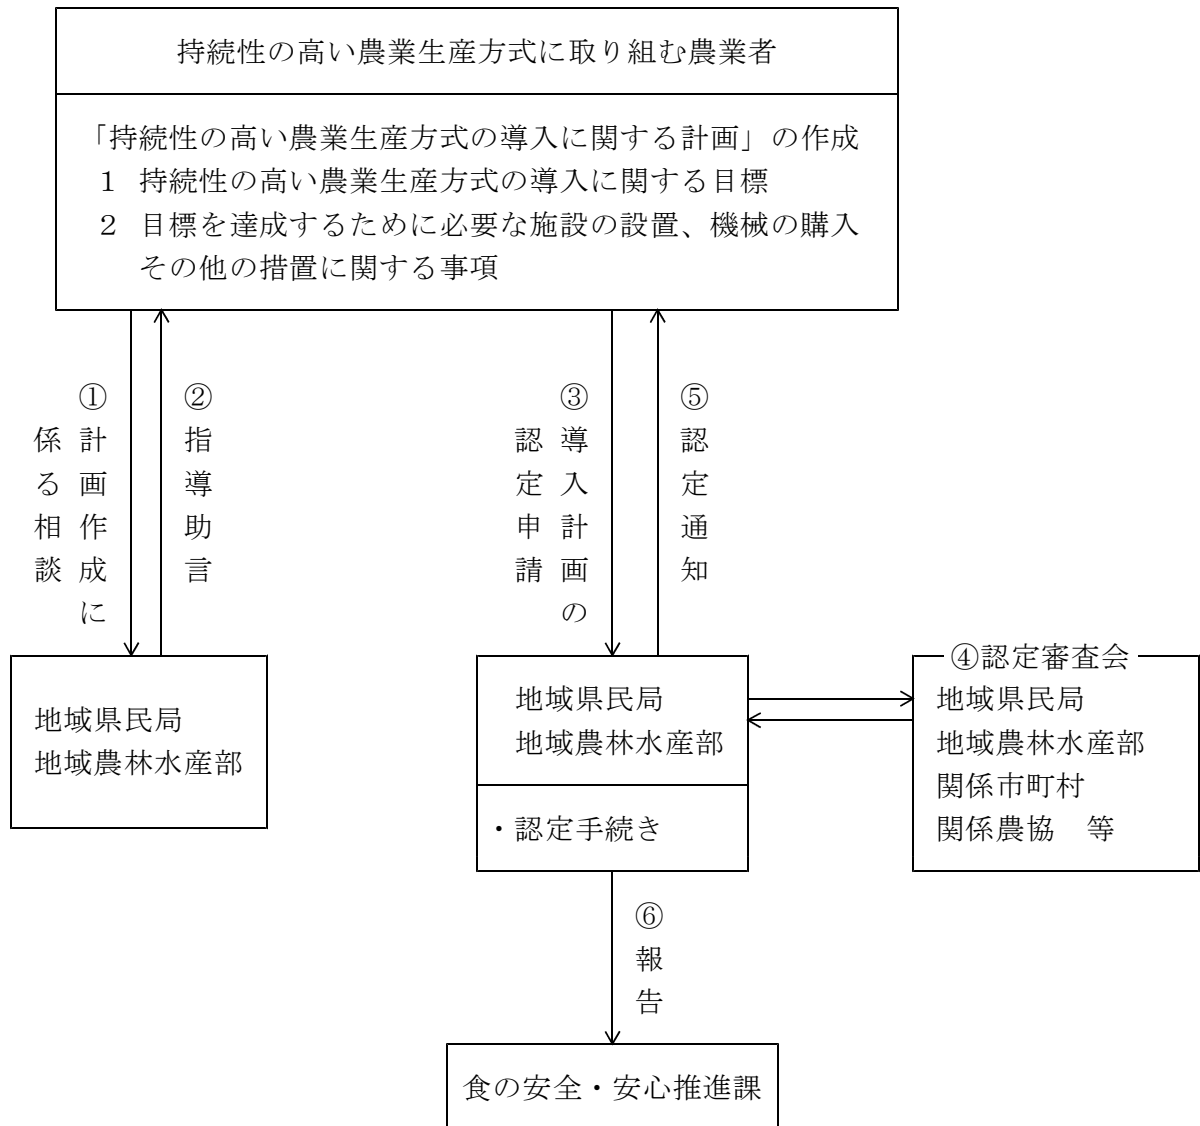 持続性の高い農業生産方式に取り組む農業者
「持続性の高い農業生産方式の導入に関する計画」の作成
１　持続性の高い農業生産方式の導入に関する目標
２　目標を達成するために必要な施設の設置、機械の購入
その他の措置に関する事項
①計画作成に
係る相談
②指導助言
③導入計画の
認定申請
⑤認定通知
地域県民局
地域農林水産部
地域県民局
地域農林水産部
・認定手続き
④認定審査会
地域県民局
地域農林水産部
関係市町村
関係農協　等
⑥報告
食の安全・安心推進課